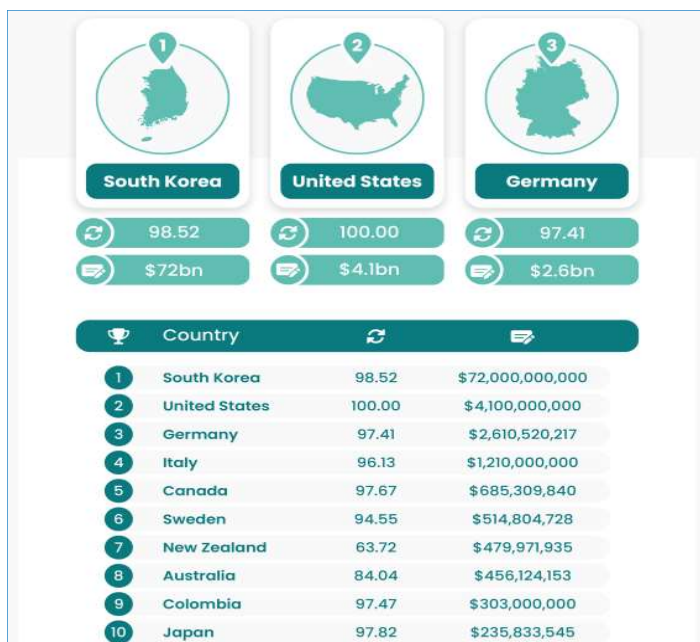 1 2 3
South Korea United States Germany
98.52 100.00 97.41
$72bn $4.1bn $2.6bn
Country
1 South Korea 98.52 $72,000,000,000
2 United States 100.00 $4,100,000,000
3 Germany 97.41 $2,610,520,217
4 Italy 96.13 $1,210,000,000
5 Canada 97.67 $685,309,840
6 Sweden 94.55 $514,804,728
7 New Zealand 63.72 $479,971,935
8 Australia 84.04 $456,124,153
9 Colombia 97.47 $303,000,000
10 Japan 97.82 $235,833,545